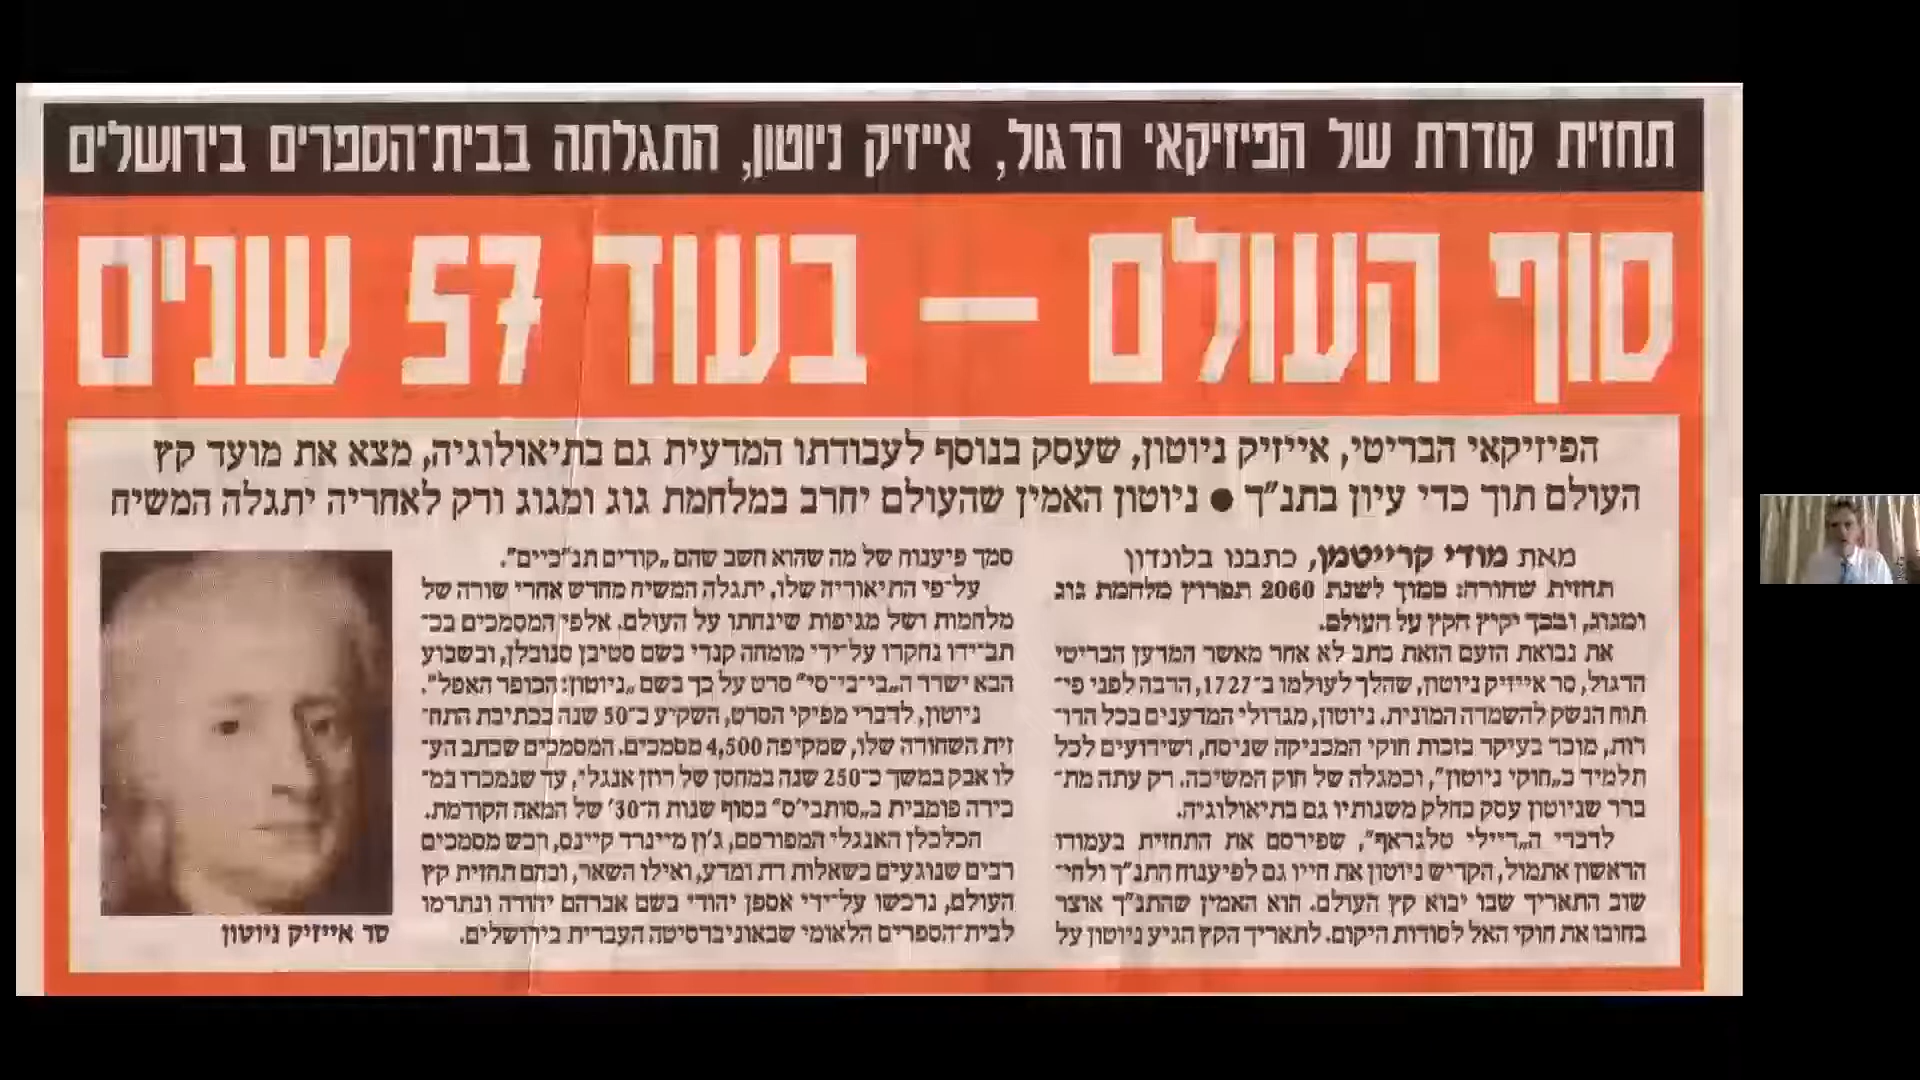 תחזית קודרת של הפיזיקאי הדגול, אייזיק ניוטון, התגלתה בבית־הספרים בירושלים
סוף העולם — בעוד 57 שנים
הפיזיקאי הבריטי, אייזיק ניוטון, שעסק בנוסף לעבודתו המדעית גם בתיאולוגיה, מצא את מועד קץ
העולם תוך כדי עיון בתנ״ך ● ניוטון האמין שהעולם יחרב במלחמת גוג ומגוג ורק לאחריה יתגלה המשיח
מאת מודי קרייטמן, כתבנו בלונדון
תחזית שחורה: סמוך לשנת 2060 תפרוץ מלחמת גוג
ומגוג, ובכך יקיץ הקץ על העולם.
את נבואת הזעם הזאת כתב לא אחר מאשר המדען הבריטי
הדגול, סר אייזיק ניוטון, שהלך לעולמו ב־1727, הרבה לפני פי־
תוח הנשק להשמדה המונית. ניוטון, מגדולי המדענים בכל הדו־
רות, מוכר בעיקר בזכות חוקי המכניקה שניסח, ושידועים לכל
תלמיד כ„חוקי ניוטון״, וכמגלה של חוק המשיכה. רק עתה מת־
ברר שניוטון עסק בחלק משנותיו גם בתיאולוגיה.
לדברי ה„דיילי טלגראף״, שפירסם את התחזית בעמודו
הראשון אתמול, הקדיש ניוטון את חייו גם לפיענוח התנ״ך ולחי־
שוב התאריך שבו יבוא קץ העולם. הוא האמין שהתנ״ך אוצר
בחובו את חוקי האל לסודות היקום. לתאריך הקץ הגיע ניוטון על
סמך פיענוח של מה שהוא חשב שהם „קודים תנ״כיים״.
על־פי התיאוריה שלו, יתגלה המשיח מחדש אחרי שורה של
מלחמות ושל מגיפות שינחתו על העולם. אלפי המסמכים בכ־
תב־ידו נחקרו על־ידי מומחה קנדי בשם סטיבן סנובלן, ובשבוע
הבא ישדר ה„בי־בי־סי״ סרט על כך בשם „ניוטון: הכופר האפל״.
ניוטון, לדברי מפיקי הסרט, השקיע כ־50 שנה בכתיבת התח־
זית השחורה שלו, שמקיפה 4,500 מסמכים. המסמכים שכתב הע־
לו אבק במשך כ־250 שנה במחסן של רוזן אנגלי, עד שנמכרו במ־
כירה פומבית ב„סותבי׳ס״ בסוף שנות ה־30׳ של המאה הקודמת.
הכלכלן האנגלי המפורסם, ג׳ון מיינרד קיינס, רכש מסמכים
רבים שנוגעים בשאלות דת ומדע, ואילו השאר, ובהם תחזית קץ
העולם, נרכשו על־ידי אספן יהודי בשם אברהם יהודה ונתרמו
לבית־הספרים הלאומי שבאוניברסיטה העברית בירושלים.
סר אייזיק ניוטון